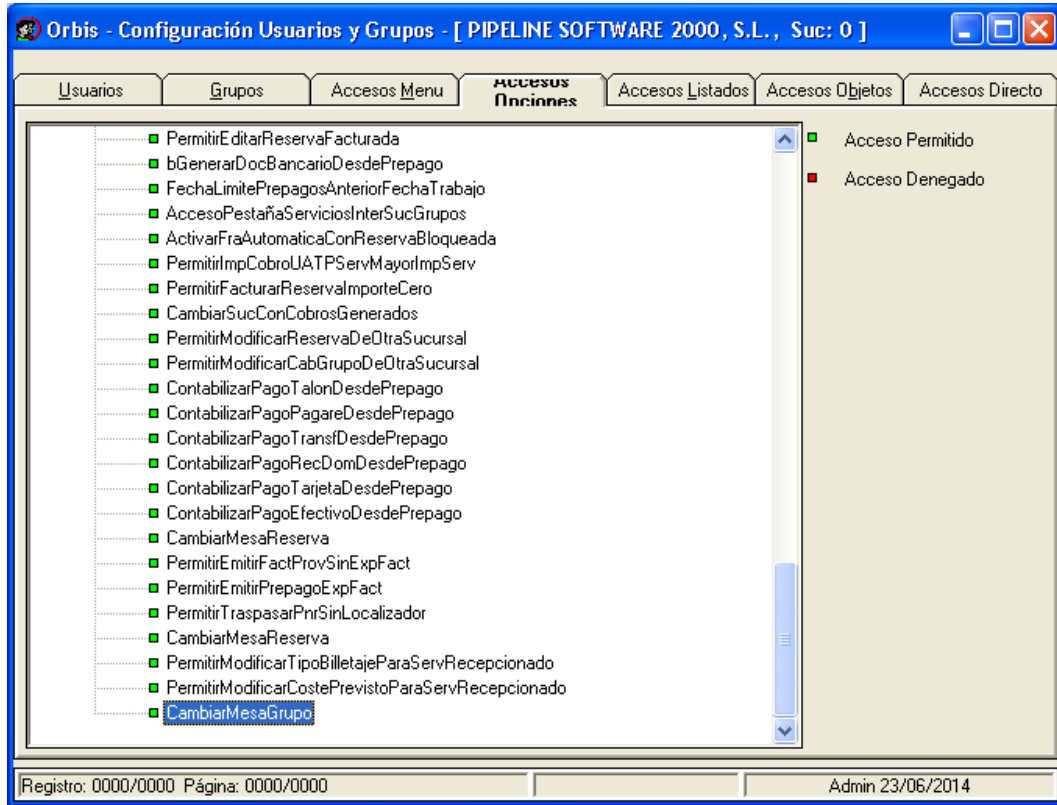 Orbis - Configuración Usuarios y Grupos - [ PIPELINE SOFTWARE 2000, S.L., Suc: 0 ]
Usuarios
Grupos
Accesos Menu
Accesos Opciones
Accesos Listados
Accesos Objetos
Accesos Directo
PermitirEditarReservaFacturada
bGenerarDocBancarioDesdePrepago
FechaLimitePrepagosAnteriorFechaTrabajo
AccesoPestañaServiciosInterSucGrupos
ActivarFraAutomaticaConReservaBloqueada
PermitirImpCobroUATPServMayorImpServ
PermitirFacturarReservaImporteCero
CambiarSucConCobrosGenerados
PermitirModificarReservaDeOtraSucursal
PermitirModificarCabGrupoDeOtraSucursal
ContabilizarPagoTalonDesdePrepago
ContabilizarPagoPagareDesdePrepago
ContabilizarPagoTransfDesdePrepago
ContabilizarPagoRecDomDesdePrepago
ContabilizarPagoTarjetaDesdePrepago
ContabilizarPagoEfectivoDesdePrepago
CambiarMesaReserva
PermitirEmitirFactProvSinExpFact
PermitirEmitirPrepagoExpFact
PermitirTraspasarPnrSinLocalizador
CambiarMesaReserva
PermitirModificarTipoBilletajeParaServRecepcionado
PermitirModificarCostePrevistoParaServRecepcionado
CambiarMesaGrupo
Acceso Permitido
Acceso Denegado
Registro: 0000/0000 Página: 0000/0000
Admin 23/06/2014